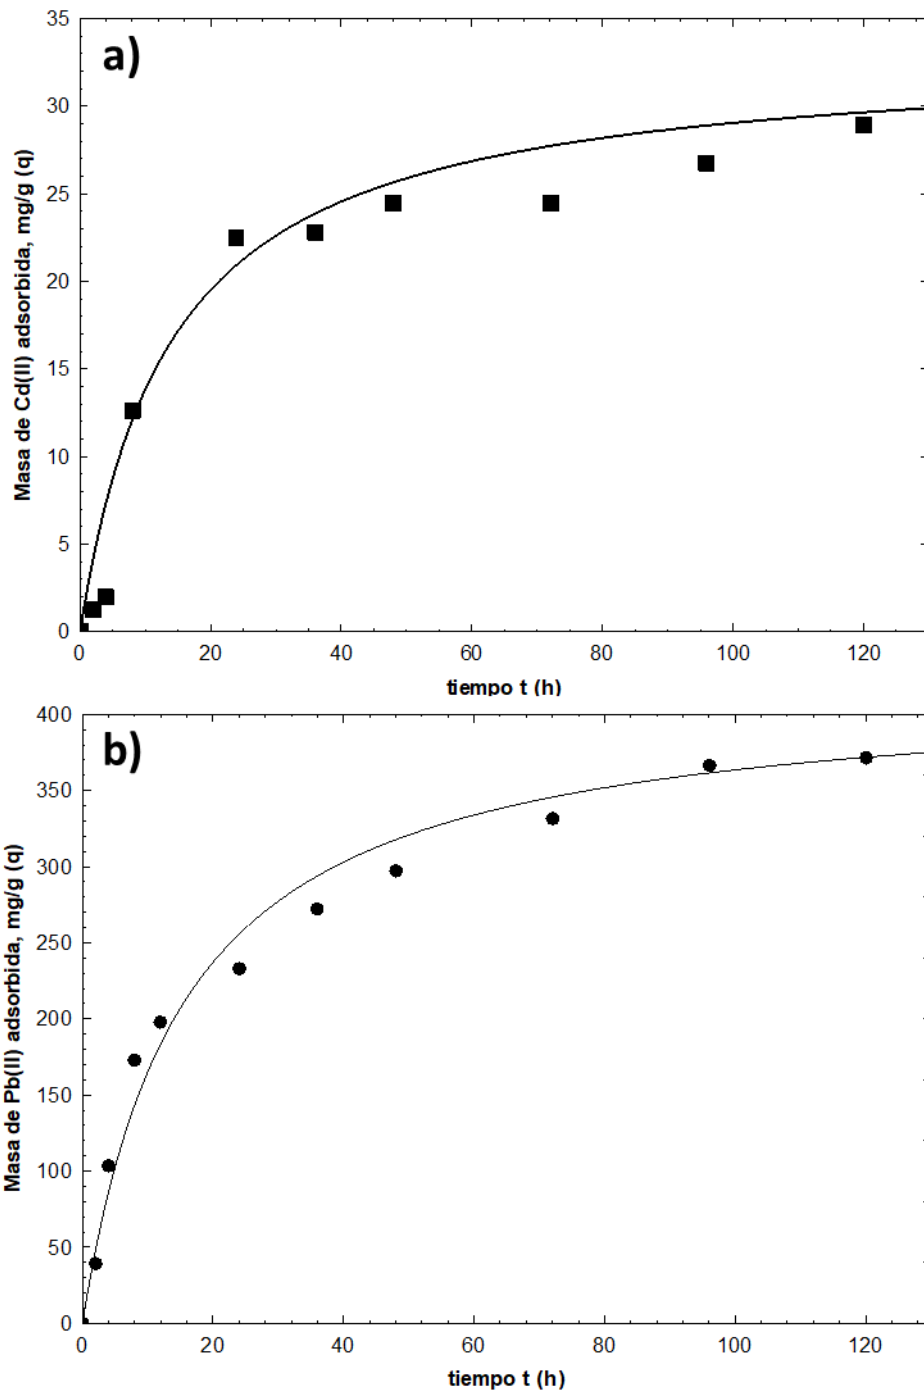 a)
35
30
25
20
15
10
5
0
Masa de Cd(II) adsorbida, mg/g (q)
0 20 40 60 80 100 120
tiempo t (h)
b)
400
350
300
250
200
150
100
50
0
Masa de Pb(II) adsorbida, mg/g (q)
0 20 40 60 80 100 120
tiempo t (h)